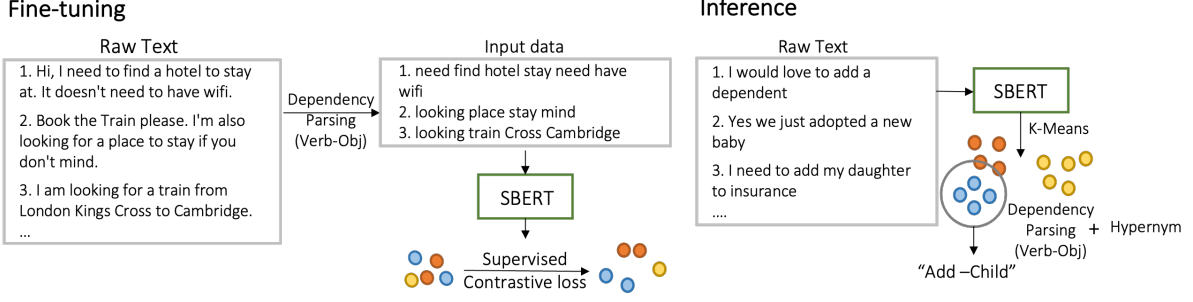 Fine-tuning
Raw Text
1. Hi, I need to find a hotel to stay
at. It doesn't need to have wifi.
2. Book the Train please. I'm also
looking for a place to stay if you
don't mind.
3. I am looking for a train from
London Kings Cross to Cambridge.
...
Dependency
Parsing
(Verb-Obj)
Input data
1. need find hotel stay need have
wifi
2. looking place stay mind
3. looking train Cross Cambridge
SBERT
Supervised
Contrastive loss
Inference
Raw Text
1. I would love to add a
dependent
2. Yes we just adopted a new
baby
3. I need to add my daughter
to insurance
....
SBERT
K-Means
Dependency
Parsing
(Verb-Obj)
+ Hypernym
“Add –Child”